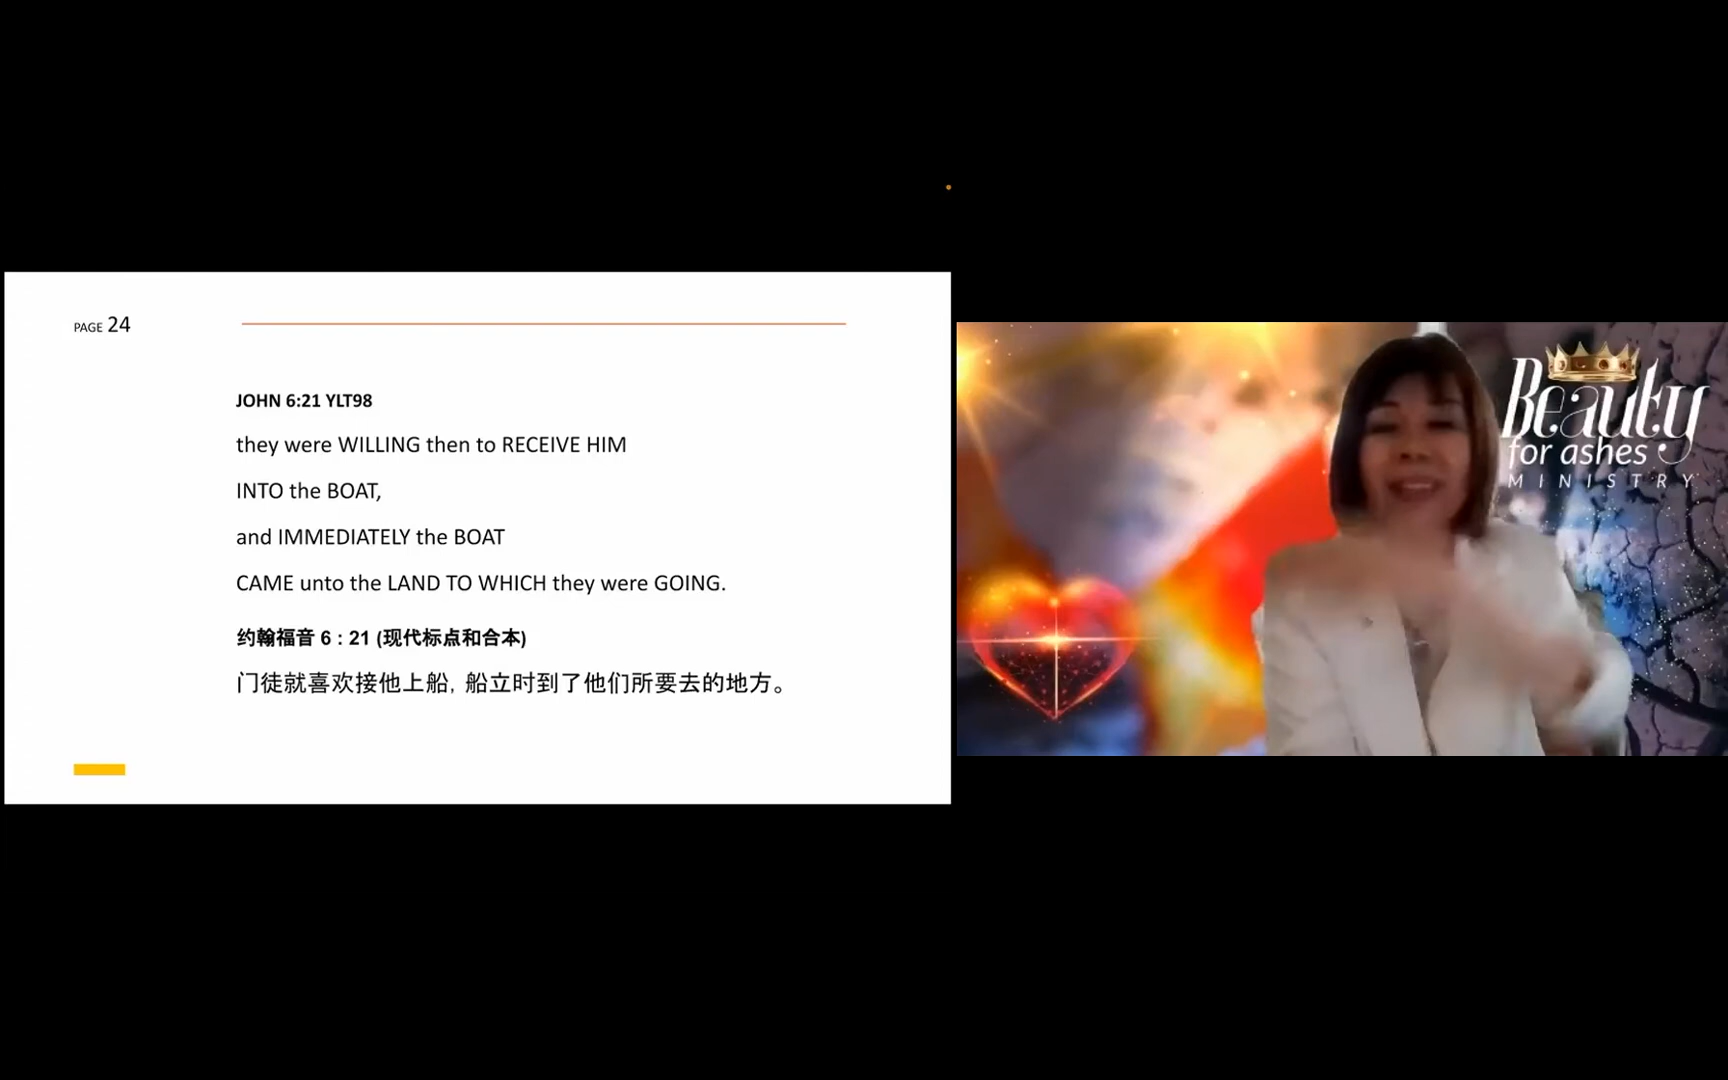 PAGE 24
JOHN 6:21 YLT98
they were WILLING then to RECEIVE HIM
INTO the BOAT,
and IMMEDIATELY the BOAT
CAME unto the LAND TO WHICH they were GOING.
约翰福音 6 : 21 (现代标点和合本)
门徒就喜欢接他上船, 船立时到了他们所要去的地方。
Beauty
for ashes
MINISTRY